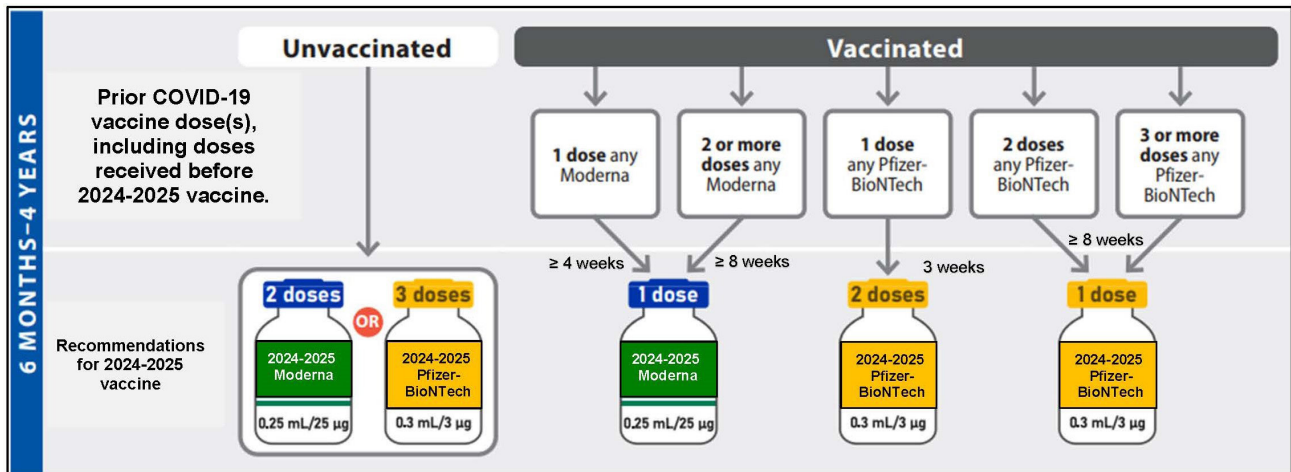 6 MONTHS–4 YEARS
Unvaccinated
Vaccinated
Prior COVID-19
vaccine dose(s),
including doses
received before
2024-2025 vaccine.
1 dose any
Moderna
2 or more
doses any
Moderna
1 dose
any Pfizer-
BioNTech
2 doses
any Pfizer-
BioNTech
3 or more
doses any
Pfizer-
BioNTech
≥ 4 weeks
≥ 8 weeks
3 weeks
≥ 8 weeks
Recommendations
for 2024-2025
vaccine
2 doses
2024-2025
Moderna
0.25 mL/25 µg
OR
3 doses
2024-2025
Pfizer-
BioNTech
0.3 mL/3 µg
1 dose
2024-2025
Moderna
0.25 mL/25 µg
2 doses
2024-2025
Pfizer-
BioNTech
0.3 mL/3 µg
1 dose
2024-2025
Pfizer-
BioNTech
0.3 mL/3 µg